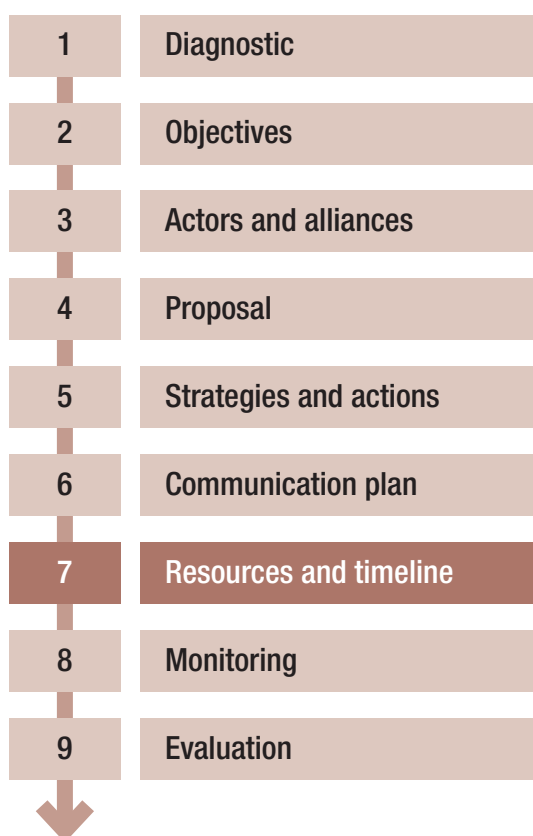 1 Diagnostic
2 Objectives
3 Actors and alliances
4 Proposal
5 Strategies and actions
6 Communication plan
7 Resources and timeline
8 Monitoring
9 Evaluation